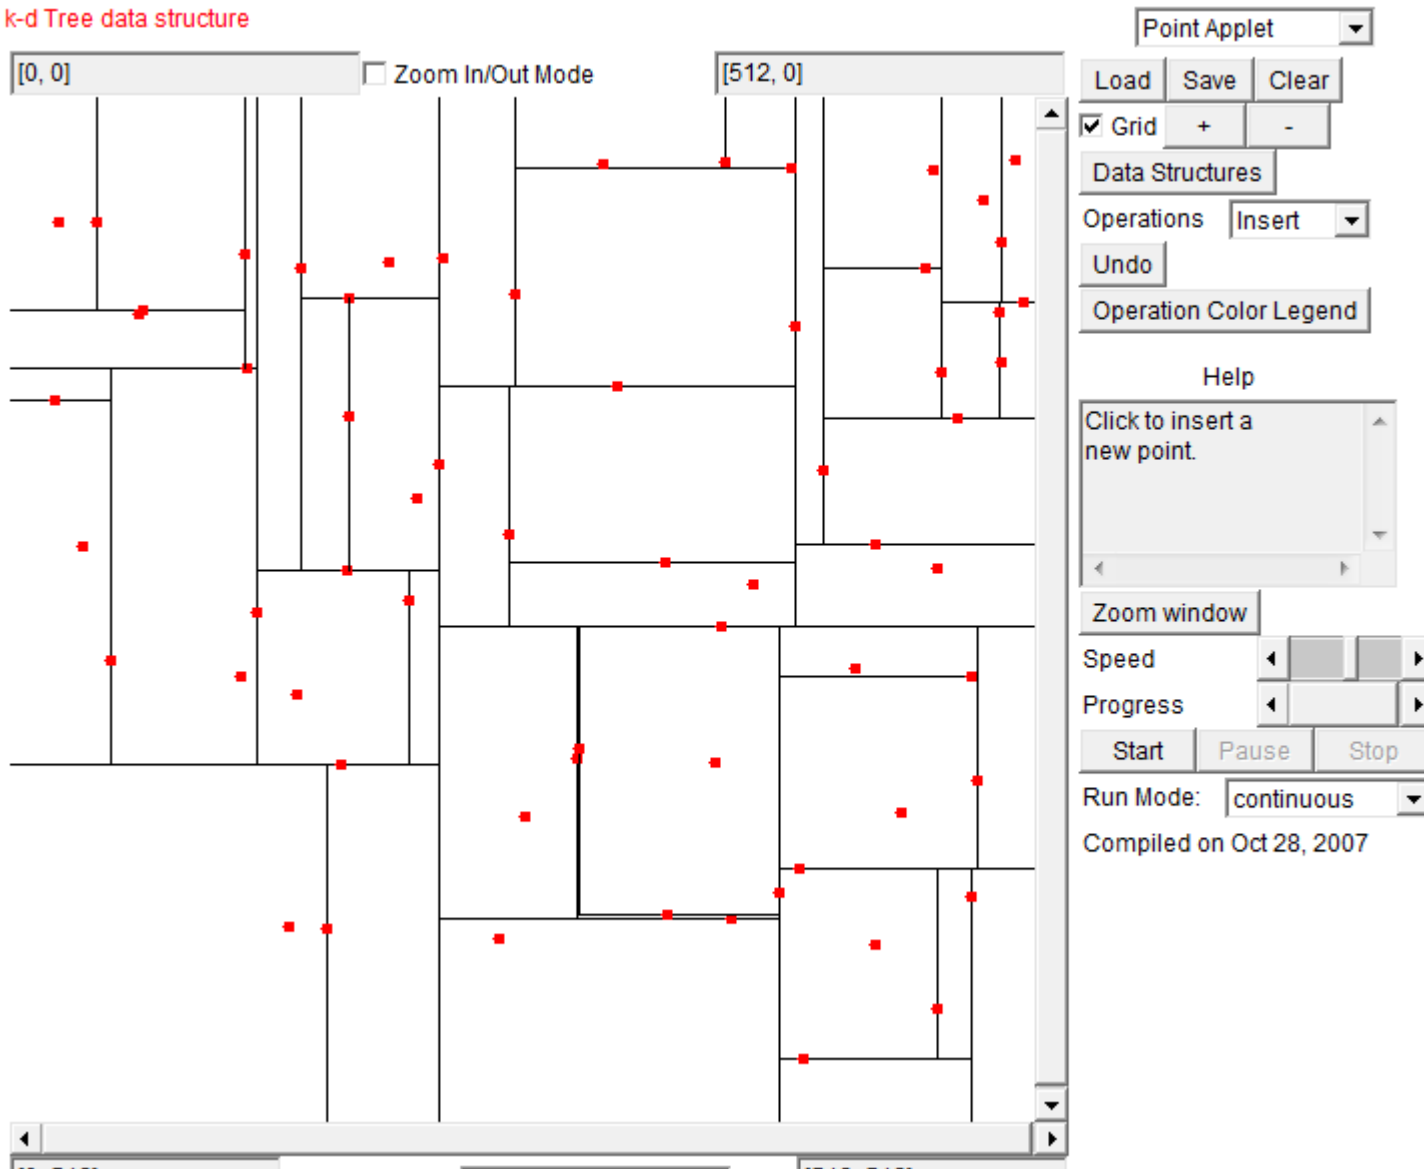 k-d Tree data structure
Point Applet
[0, 0]
Zoom In/Out Mode
[512, 0]
Load Save Clear
Grid + -
Data Structures
Operations Insert
Undo
Operation Color Legend
Help
Click to insert a
new point.
Zoom window
Speed
Progress
Start Pause Stop
Run Mode: continuous
Compiled on Oct 28, 2007